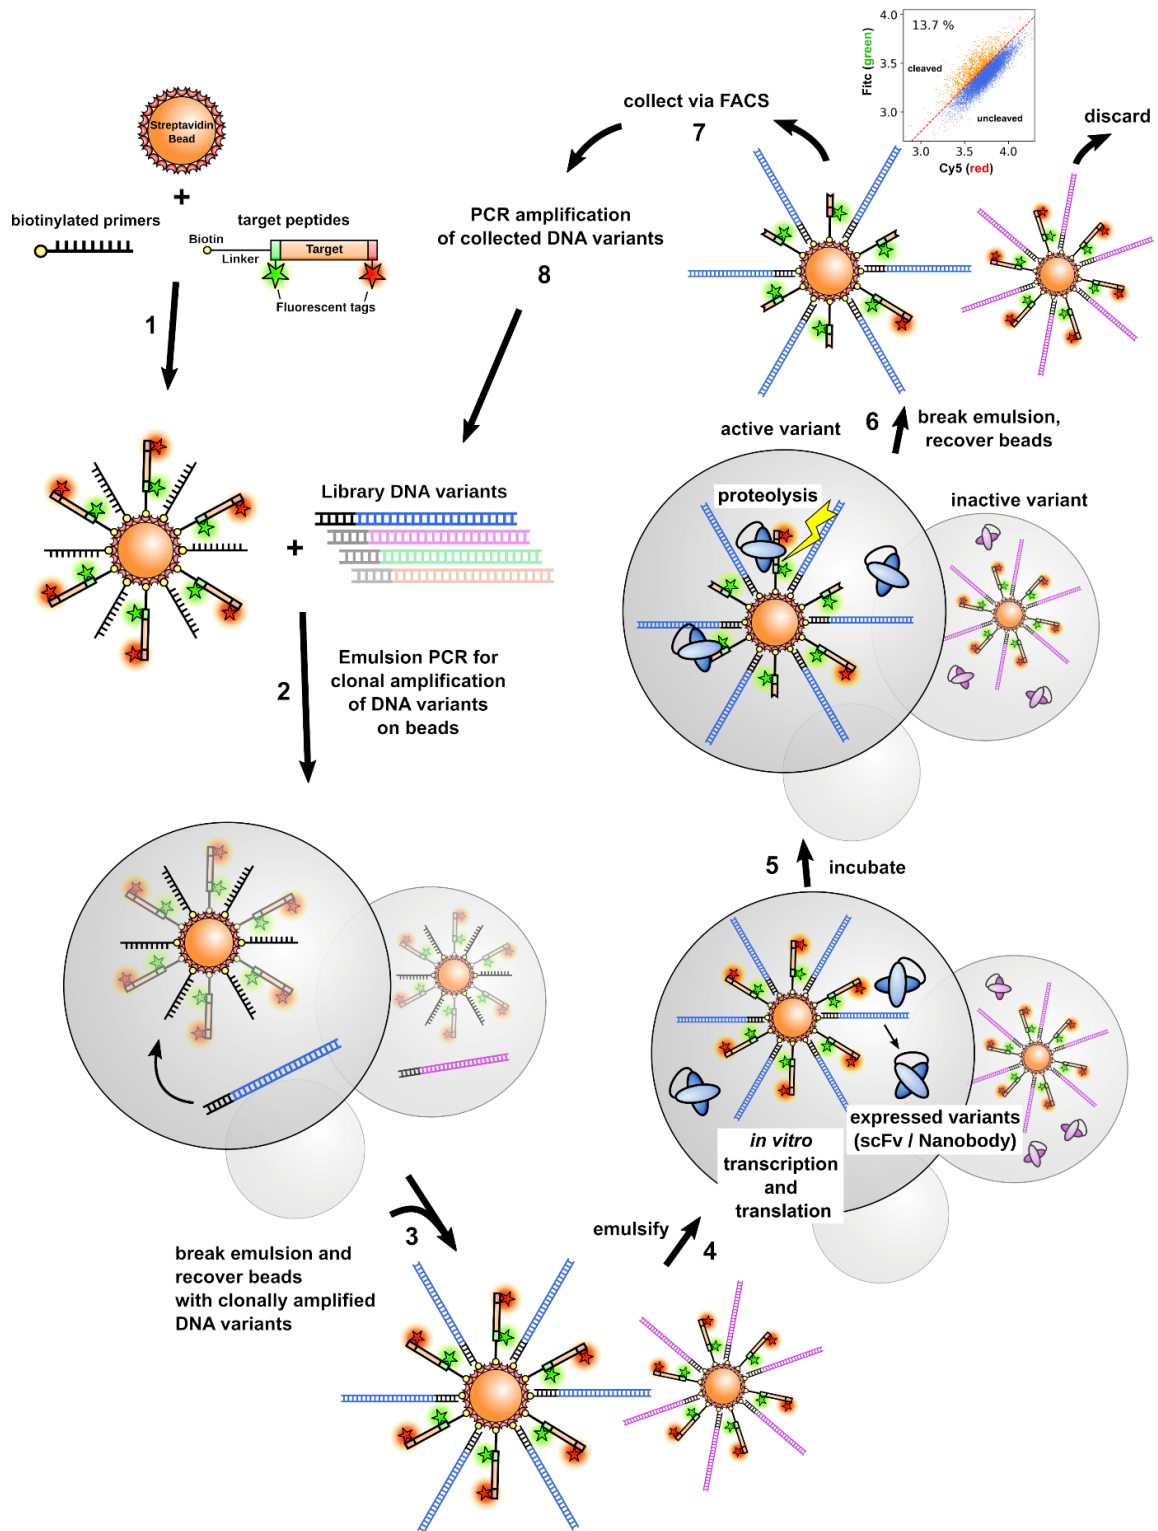 Streptavidin
Bead
+
biotinylated primers
target peptides
Biotin
Linker
Target
Fluorescent tags
1
+
Library DNA variants
2
Emulsion PCR for
clonal amplification
of DNA variants
on beads
3
break emulsion and
recover beads
with clonally amplified
DNA variants
emulsify
4
in vitro
transcription
and
translation
expressed variants
(scFv / Nanobody)
5
incubate
active variant
proteolysis
inactive variant
6
break emulsion,
recover beads
collect via FACS
7
discard
4.0
3.5
3.0
Fitc (green)
13.7 %
cleaved
uncleaved
3.0
3.5
4.0
Cy5 (red)
PCR amplification
of collected DNA variants
8